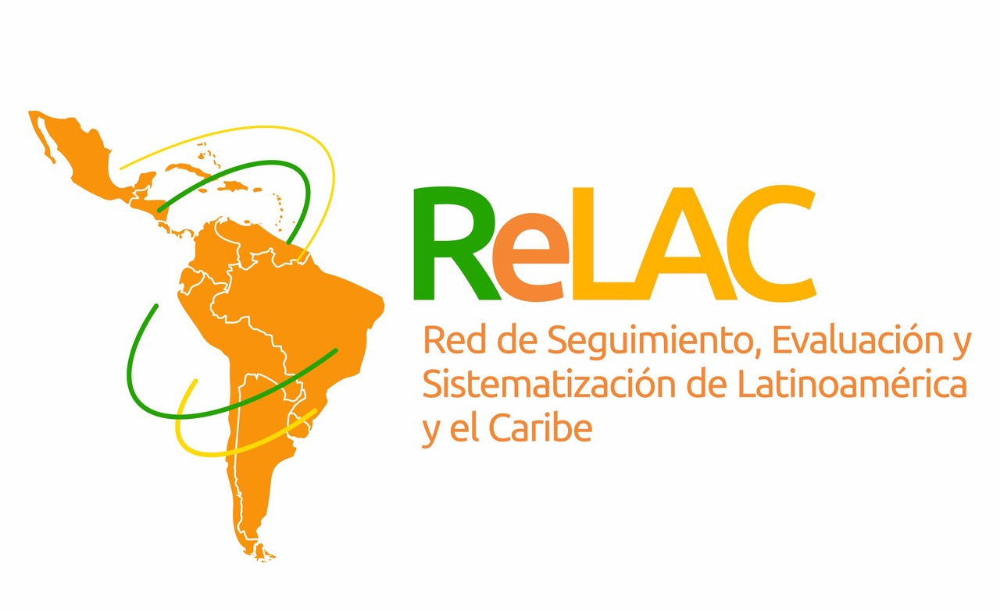 ReLAC
Red de Seguimiento, Evaluación y
Sistematización de Latinoamérica
y el Caribe